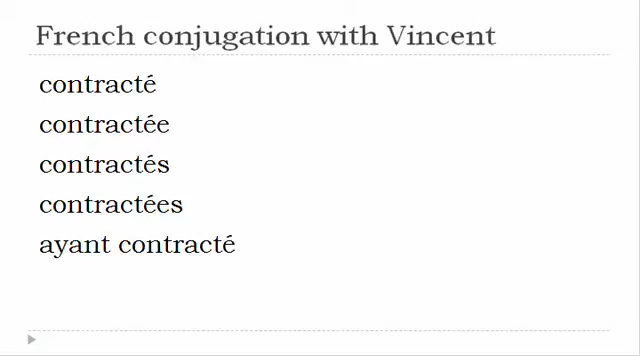 French conjugation with Vincent
contracté
contractée
contractés
contractées
ayant contracté